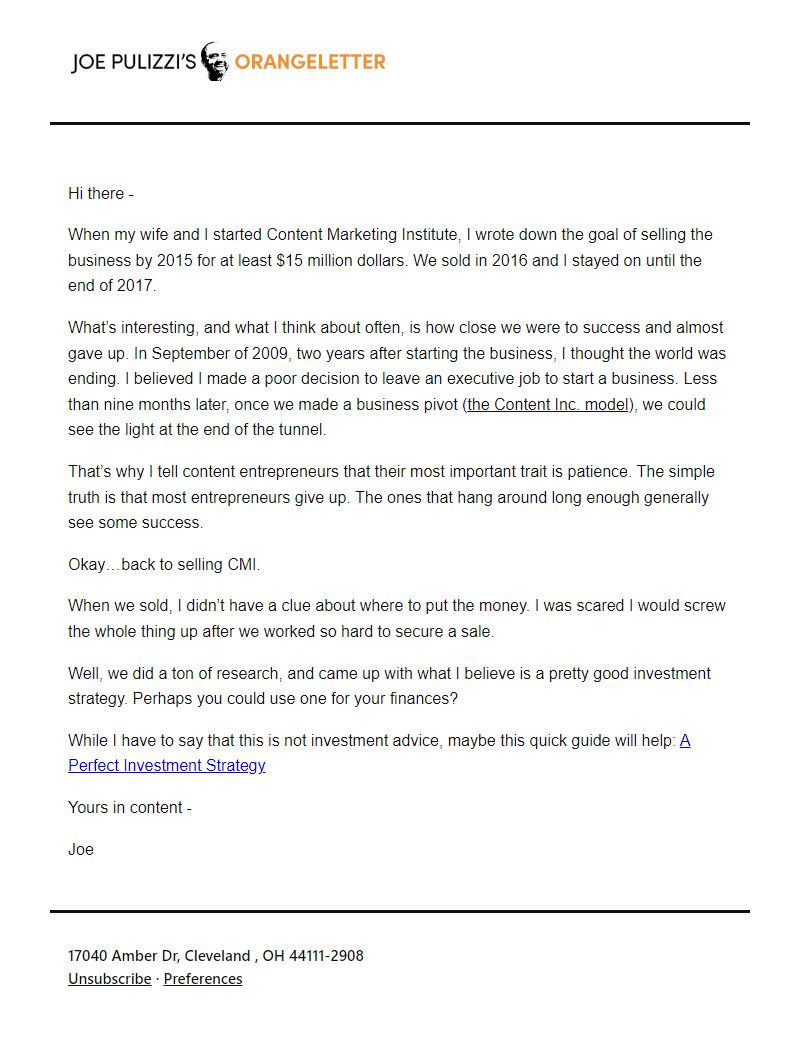 JOE PULIZZI'S ORANGELETTER
Hi there -
When my wife and I started Content Marketing Institute, I wrote down the goal of selling the
business by 2015 for at least $15 million dollars. We sold in 2016 and I stayed on until the
end of 2017.
What’s interesting, and what I think about often, is how close we were to success and almost
gave up. In September of 2009, two years after starting the business, I thought the world was
ending. I believed I made a poor decision to leave an executive job to start a business. Less
than nine months later, once we made a business pivot (the Content Inc. model), we could
see the light at the end of the tunnel.
That’s why I tell content entrepreneurs that their most important trait is patience. The simple
truth is that most entrepreneurs give up. The ones that hang around long enough generally
see some success.
Okay…back to selling CMI.
When we sold, I didn’t have a clue about where to put the money. I was scared I would screw
the whole thing up after we worked so hard to secure a sale.
Well, we did a ton of research, and came up with what I believe is a pretty good investment
strategy. Perhaps you could use one for your finances?
While I have to say that this is not investment advice, maybe this quick guide will help: A
Perfect Investment Strategy
Yours in content -
Joe
17040 Amber Dr, Cleveland , OH 44111-2908
Unsubscribe · Preferences